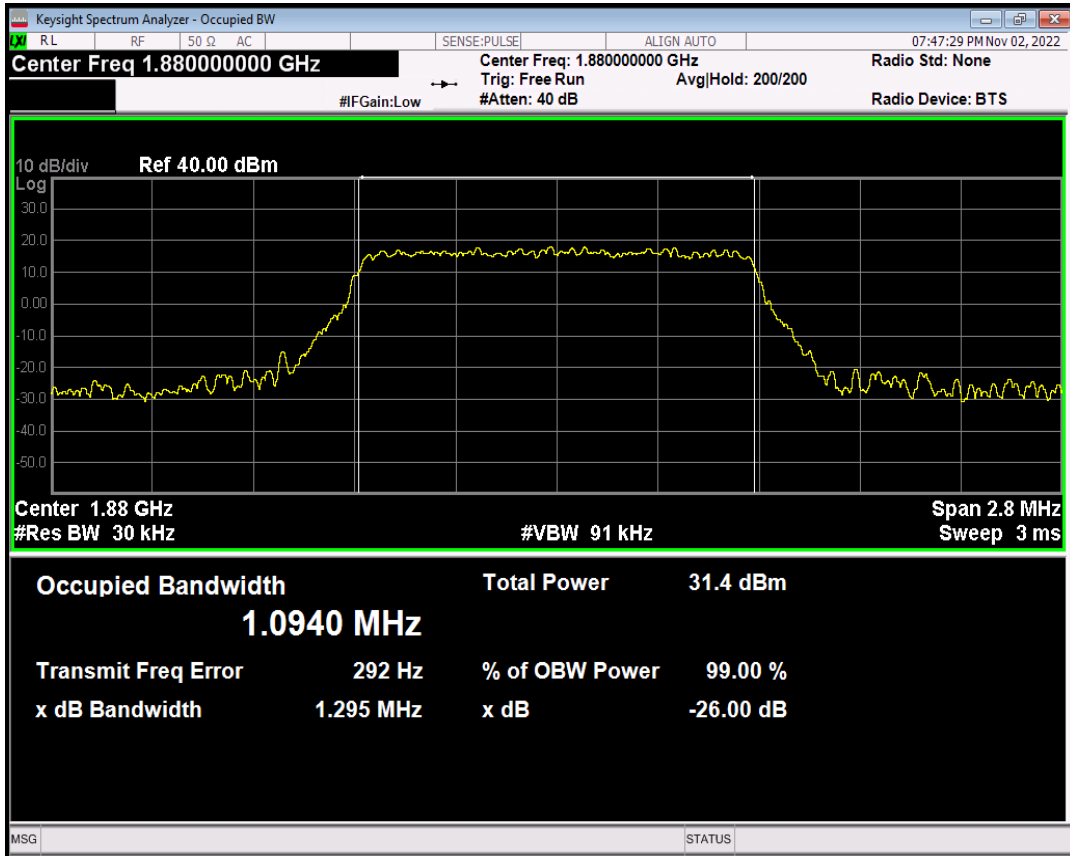 Keysight Spectrum Analyzer - Occupied BW
LXI RL RF 50 Ω AC SENSE:PULSE ALIGN AUTO 07:47:29 PM Nov 02, 2022
Center Freq 1.880000000 GHz Center Freq: 1.880000000 GHz Radio Std: None
Trig: Free Run Avg|Hold: 200/200
#IFGain:Low #Atten: 40 dB Radio Device: BTS
10 dB/div Ref 40.00 dBm
Log
30.0
20.0
10.0
0.00
-10.0
-20.0
-30.0
-40.0
-50.0
Center 1.88 GHz Span 2.8 MHz
#Res BW 30 kHz #VBW 91 kHz Sweep 3 ms
Occupied Bandwidth Total Power 31.4 dBm
1.0940 MHz
Transmit Freq Error 292 Hz % of OBW Power 99.00 %
x dB Bandwidth 1.295 MHz x dB -26.00 dB
MSG STATUS